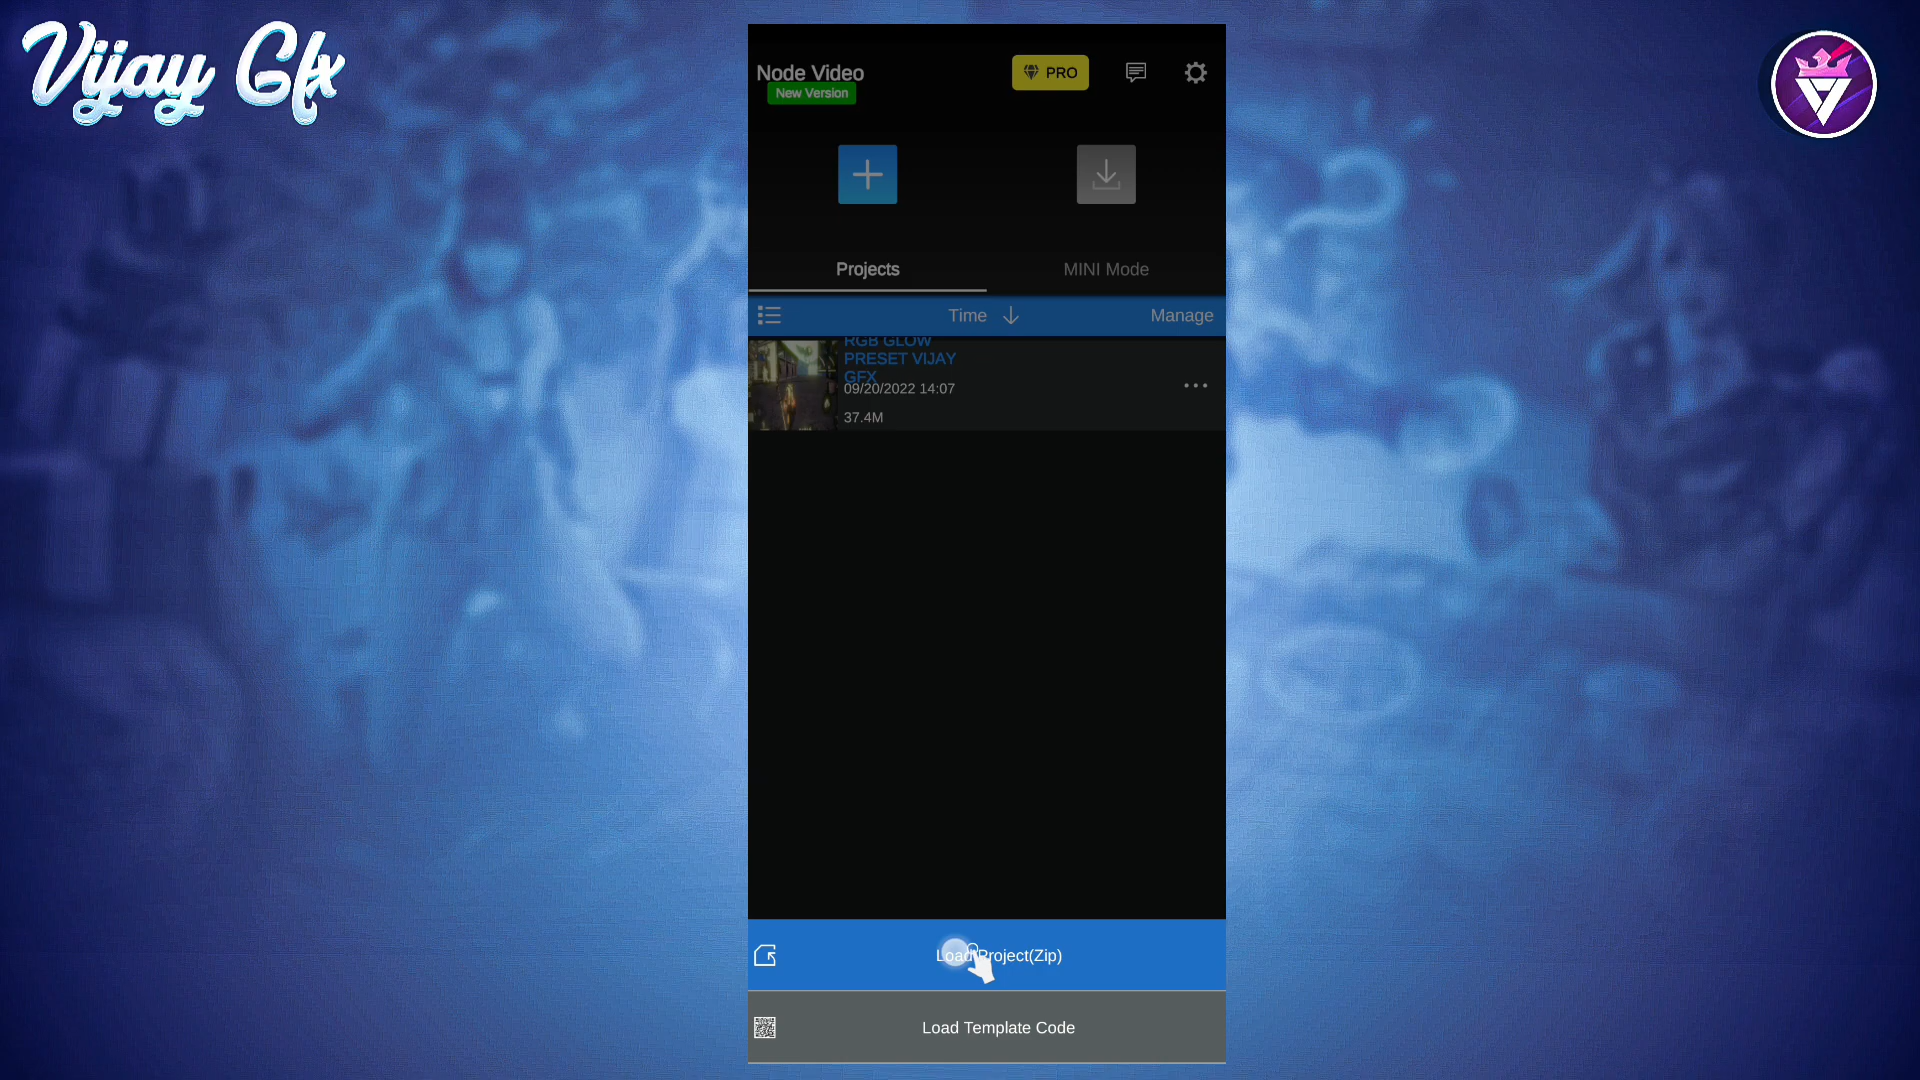 Vijay Gfx
Node Video
New Version
PRO
Projects
MINI Mode
Time
Manage
RGB GLOW
PRESET VIJAY
GFX
09/20/2022 14:07
37.4M
Load Project(Zip)
Load Template Code